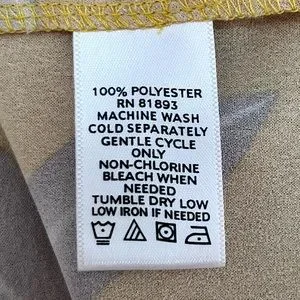 100% POLYESTER
RN 81893
MACHINE WASH
COLD SEPARATELY
GENTLE CYCLE
ONLY
NON-CHLORINE
BLEACH WHEN
NEEDED
TUMBLE DRY LOW
LOW IRON IF NEEDED